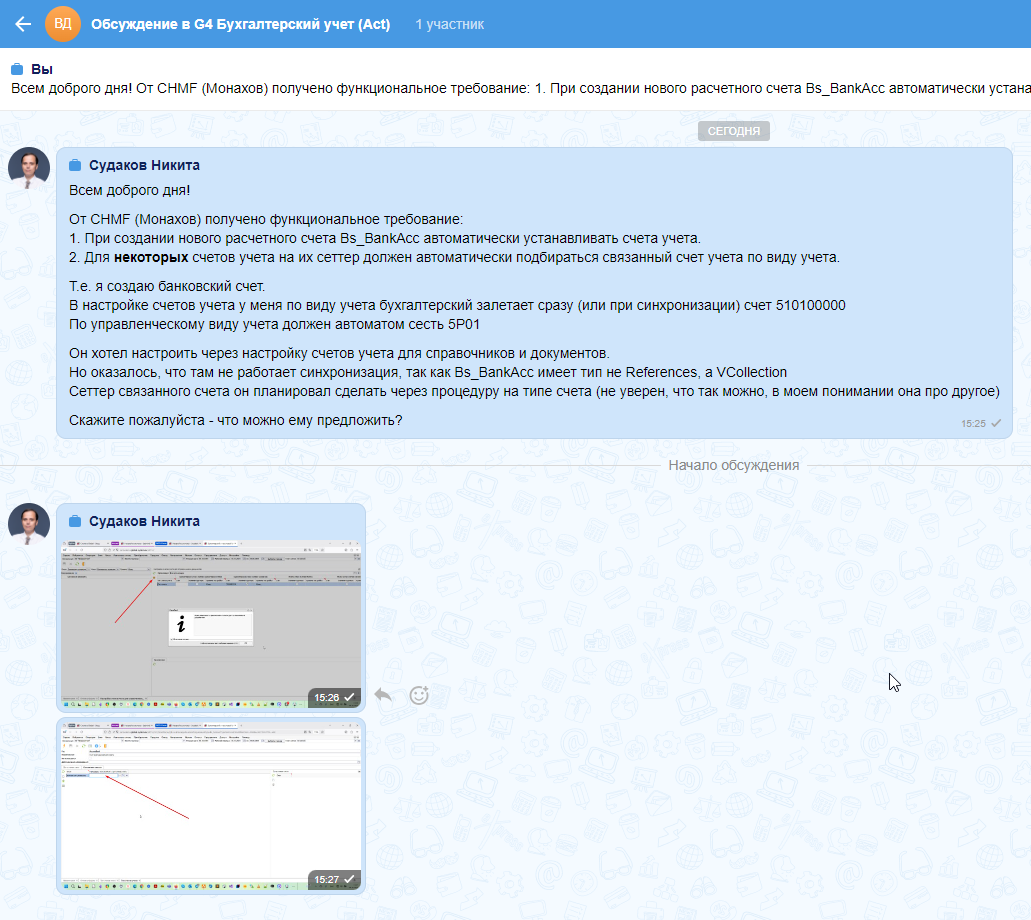 ВД
Обсуждение в G4 Бухгалтерский учет (Act)
1 участник
Вы
Всем доброго дня! От CHMF (Монахов) получено функциональное требование: 1. При создании нового расчетного счета Bs_BankAcc автоматически устана
СЕГОДНЯ
Судаков Никита
Всем доброго дня!
От CHMF (Монахов) получено функциональное требование:
1. При создании нового расчетного счета Bs_BankAcc автоматически устанавливать счета учета.
2. Для некоторых счетов учета на их сеттер должен автоматически подбираться связанный счет учета по виду учета.
Т.е. я создаю банковский счет.
В настройке счетов учета у меня по виду учета бухгалтерский залетает сразу (или при синхронизации) счет 510100000
По управленческому виду учета должен автоматом сесть 5P01
Он хотел настроить через настройку счетов учета для справочников и документов.
Но оказалось, что там не работает синхронизация, так как Bs_BankAcc имеет тип не References, а VCollection
Сеттер связанного счета он планировал сделать через процедуру на типе счета (не уверен, что так можно, в моем понимании она про другое)
Скажите пожалуйста - что можно ему предложить?
15:25
Начало обсуждения
Судаков Никита
15:26
15:27